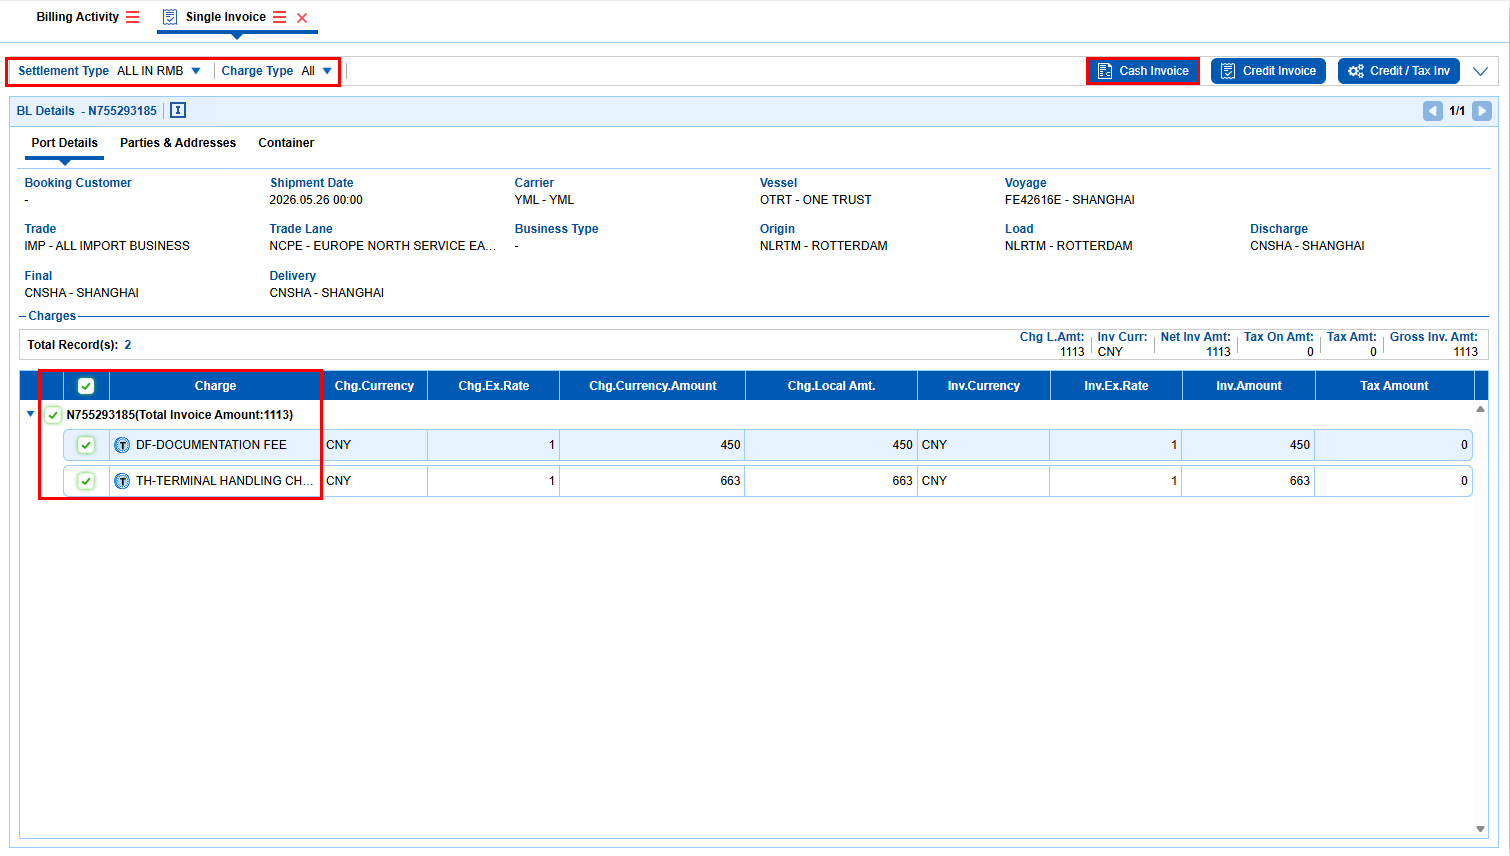 Billing Activity Single Invoice
Settlement Type ALL IN RMB Charge Type All Cash Invoice Credit Invoice Credit / Tax Inv
BL Details - N755293185 1/1
Port Details Parties & Addresses Container
Booking Customer Shipment Date Carrier Vessel Voyage
- 2026.05.26 00:00 YML - YML OTRT - ONE TRUST FE42616E - SHANGHAI
Trade Trade Lane Business Type Origin Load Discharge
IMP - ALL IMPORT BUSINESS NCPE - EUROPE NORTH SERVICE EA... - NLRTM - ROTTERDAM NLRTM - ROTTERDAM CNSHA - SHANGHAI
Final Delivery
CNSHA - SHANGHAI CNSHA - SHANGHAI
Charges
Total Record(s): 2
Chg L.Amt: Inv Curr: Net Inv Amt: Tax On Amt: Tax Amt: Gross Inv. Amt:
1113 CNY 1113 0 0 1113
Charge Chg.Currency Chg.Ex.Rate Chg.Currency.Amount Chg.Local Amt. Inv.Currency Inv.Ex.Rate Inv.Amount Tax Amount
N755293185(Total Invoice Amount:1113)
T DF-DOCUMENTATION FEE CNY 1 450 450 CNY 1 450 0
T TH-TERMINAL HANDLING CH... CNY 1 663 663 CNY 1 663 0